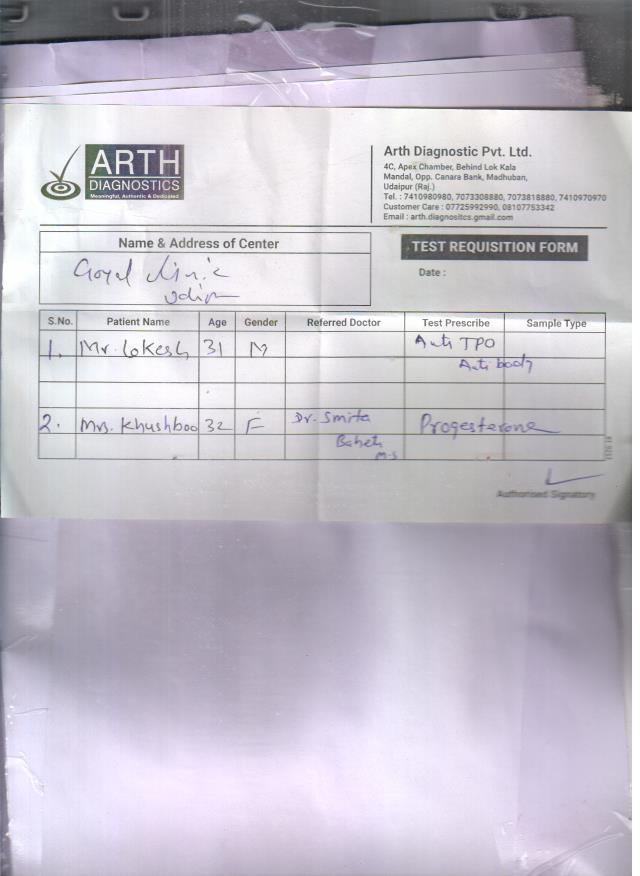 ARTH
DIAGNOSTICS
Meaningful, Authentic & Dedicated
Arth Diagnostic Pvt. Ltd.
4C, Apex Chamber, Behind Lok Kala
Mandal, Opp. Canara Bank, Madhuban,
Udaipur (Raj.)
Tel. : 7410980980, 7073308880, 7073818880, 7410970970
Customer Care : 07725992990, 08107753342
Email : arth.diagnositcs.gmail.com
Name & Address of Center
Goyal clinic
TEST REQUISITION FORM
Date :
S.No. Patient Name Age Gender Referred Doctor Test Prescribe Sample Type
1. Mr. Lokesh 31 M Anti TPO
Anti body
2. Mrs. Khushboo 32 F Dr. Smita Progesterone
Baheti
M.S
Authorised Signatory